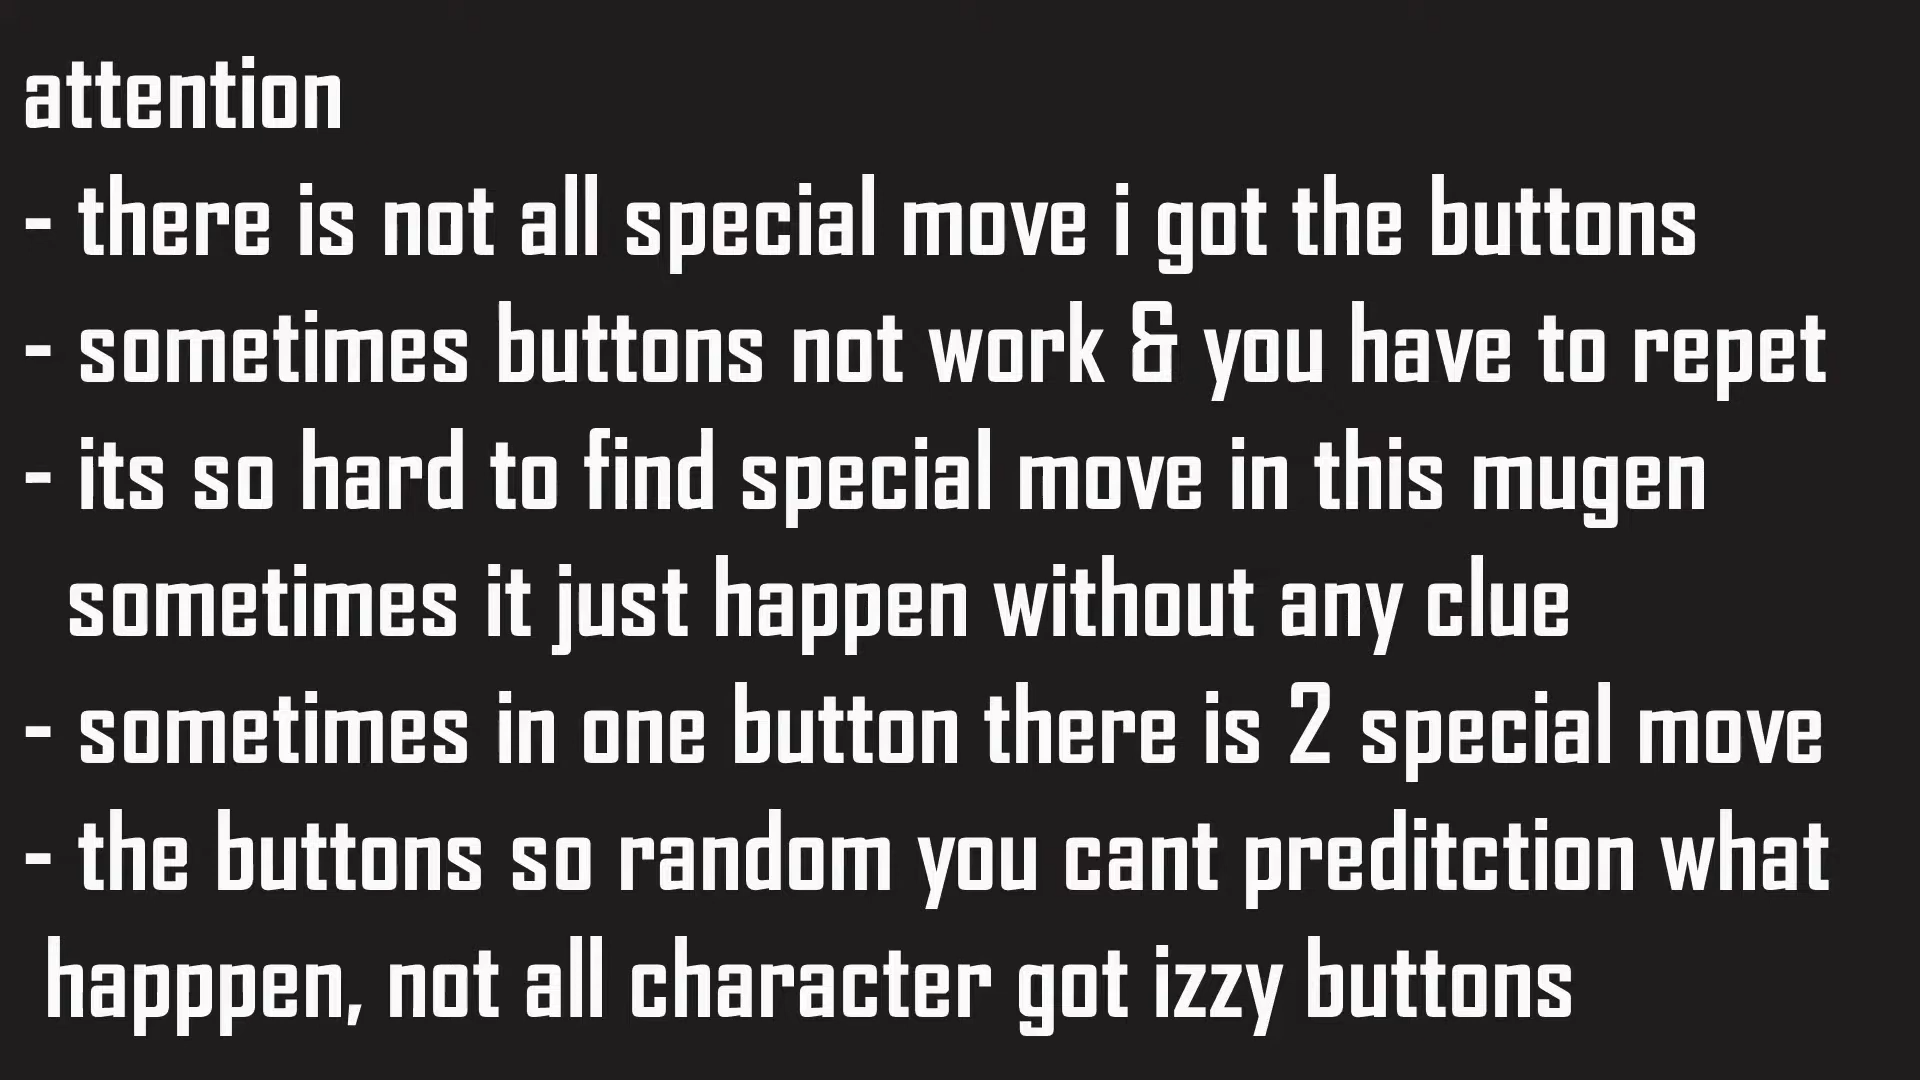 attention
- there is not all special move i got the buttons
- sometimes buttons not work & you have to repet
- its so hard to find special move in this mugen
sometimes it just happen without any clue
- sometimes in one button there is 2 special move
- the buttons so random you cant preditction what
happpen, not all character got izzy buttons